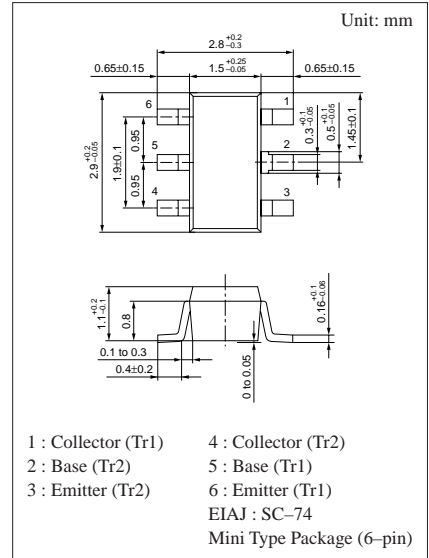 Unit: mm
2.8 +0.2 −0.3
0.65±0.15 1.5 +0.25 −0.05 0.65±0.15
6 1
5 2
4 3
2.9 +0.2 −0.05
1.9±0.1
0.95
0.95
0.3 +0.1 −0.05
0.5 +0.1 −0.05
1.45±0.1
1.1 +0.2 −0.1
0.8
0.16 +0.1 −0.06
0.1 to 0.3
0.4±0.2
0 to 0.05
1 : Collector (Tr1) 4 : Collector (Tr2)
2 : Base (Tr2) 5 : Base (Tr1)
3 : Emitter (Tr2) 6 : Emitter (Tr1)
EIAJ : SC–74
Mini Type Package (6–pin)